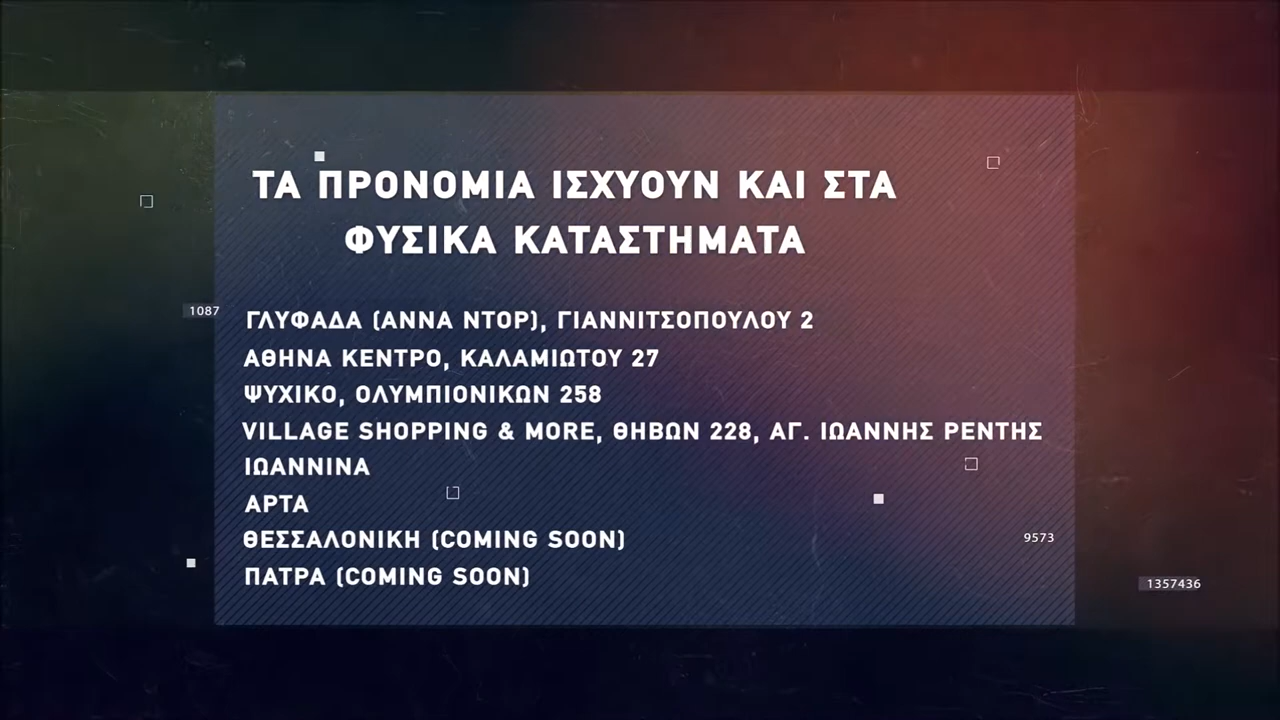 ΤΑ ΠΡΟΝΟΜΙΑ ΙΣΧΥΟΥΝ ΚΑΙ ΣΤΑ
ΦΥΣΙΚΑ ΚΑΤΑΣΤΗΜΑΤΑ
1087
ΓΛΥΦΑΔΑ (ΑΝΝΑ ΝΤΟΡ), ΓΙΑΝΝΙΤΣΟΠΟΥΛΟΥ 2
ΑΘΗΝΑ ΚΕΝΤΡΟ, ΚΑΛΑΜΙΩΤΟΥ 27
ΨΥΧΙΚΟ, ΟΛΥΜΠΙΟΝΙΚΩΝ 258
VILLAGE SHOPPING & MORE, ΘΗΒΩΝ 228, ΑΓ. ΙΩΑΝΝΗΣ ΡΕΝΤΗΣ
ΙΩΑΝΝΙΝΑ
ΑΡΤΑ
ΘΕΣΣΑΛΟΝΙΚΗ (COMING SOON)
9573
ΠΑΤΡΑ (COMING SOON)
1357436